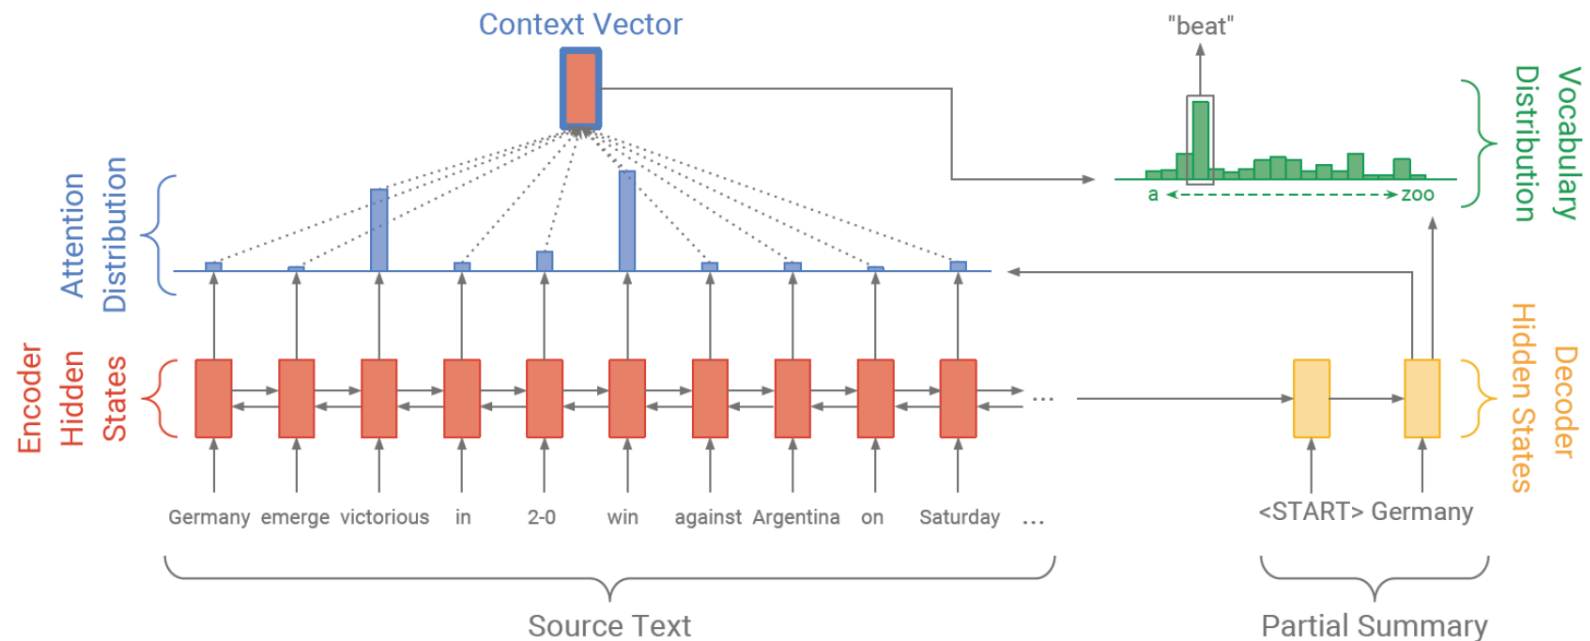 Context Vector
"beat"
Vocabulary
Distribution
a
zoo
Attention
Distribution
Encoder
Hidden
States
...
Decoder
Hidden States
Germany emerge victorious in 2-0 win against Argentina on Saturday ...
<START> Germany
Source Text
Partial Summary